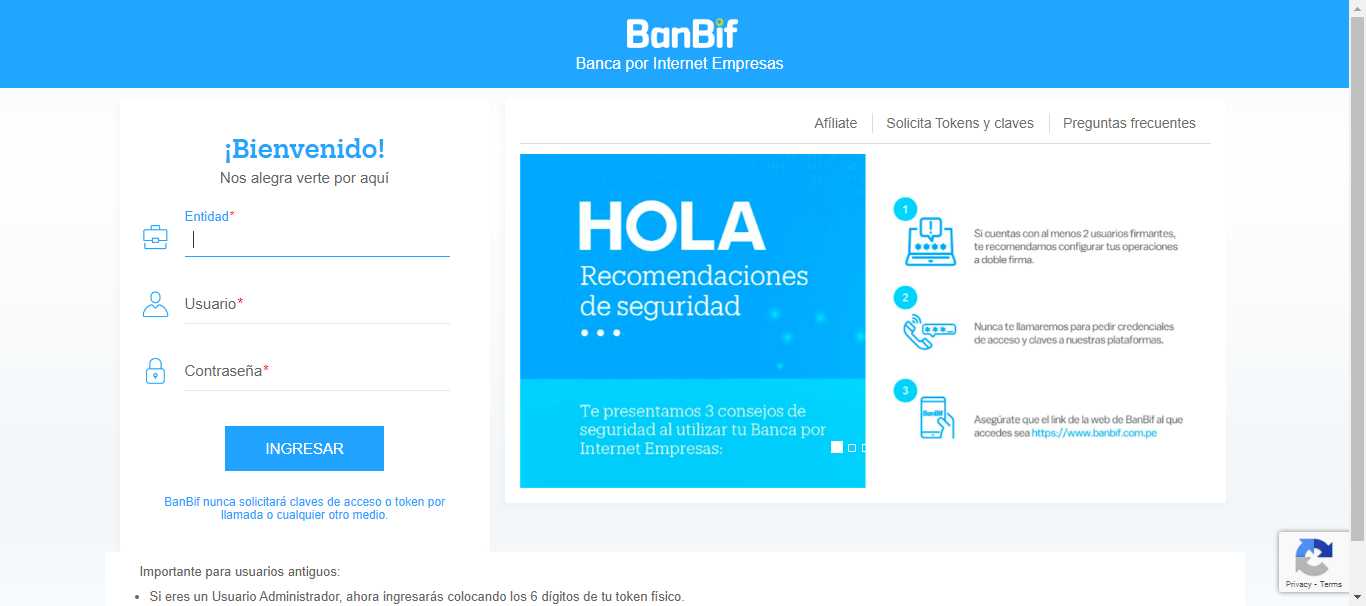 BanBif
Banca por Internet Empresas
¡Bienvenido!
Nos alegra verte por aquí
Entidad*
Usuario*
Contraseña*
INGRESAR
BanBif nunca solicitará claves de acceso o token por
llamada o cualquier otro medio.
Afíliate
Solicita Tokens y claves
Preguntas frecuentes
HOLA
Recomendaciones
de seguridad
Te presentamos 3 consejos de
seguridad al utilizar tu Banca por
Internet Empresas:
1
Si cuentas con al menos 2 usuarios firmantes,
te recomendamos configurar tus operaciones
a doble firma.
2
Nunca te llamaremos para pedir credenciales
de acceso y claves a nuestras plataformas.
3
BanBif
Asegúrate que el link de la web de BanBif al que
accedes sea https://www.banbif.com.pe
Privacy - Terms
Importante para usuarios antiguos:
• Si eres un Usuario Administrador, ahora ingresarás colocando los 6 dígitos de tu token físico.